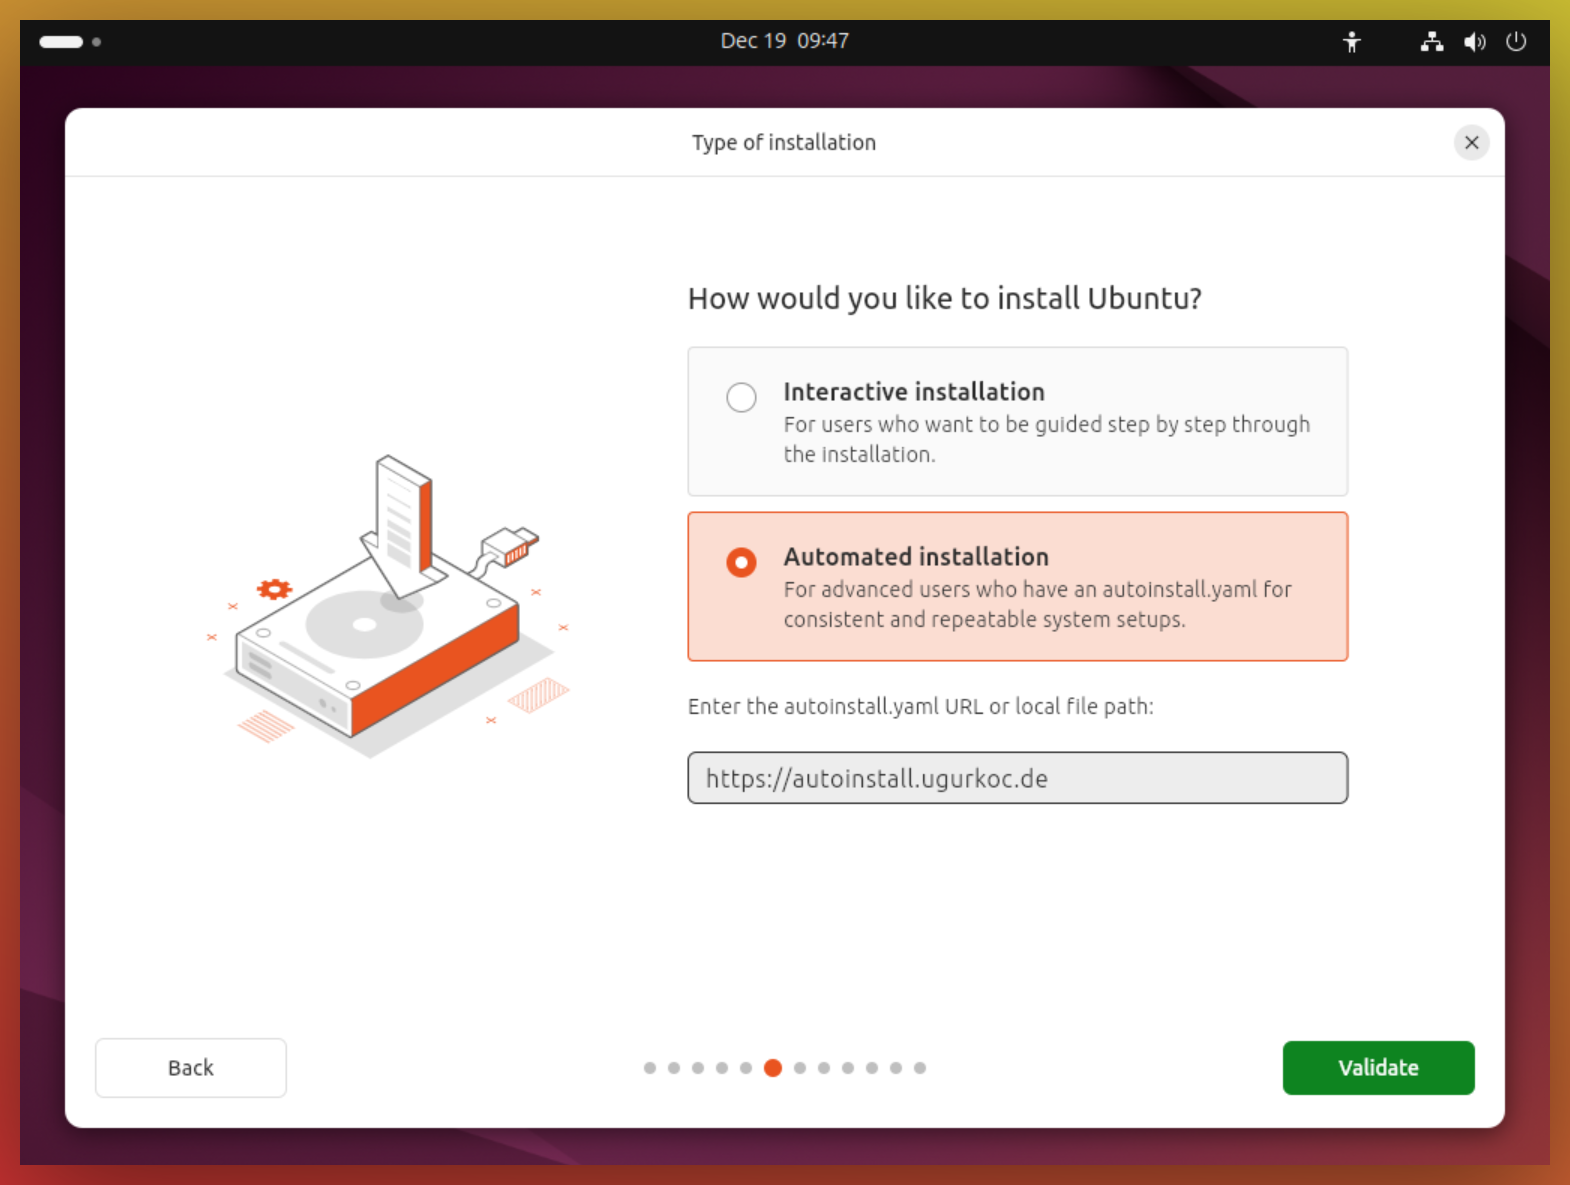 Dec 19 09:47
Type of installation
How would you like to install Ubuntu?
Interactive installation
For users who want to be guided step by step through
the installation.
Automated installation
For advanced users who have an autoinstall.yaml for
consistent and repeatable system setups.
Enter the autoinstall.yaml URL or local file path:
https://autoinstall.ugurkoc.de
Back
Validate